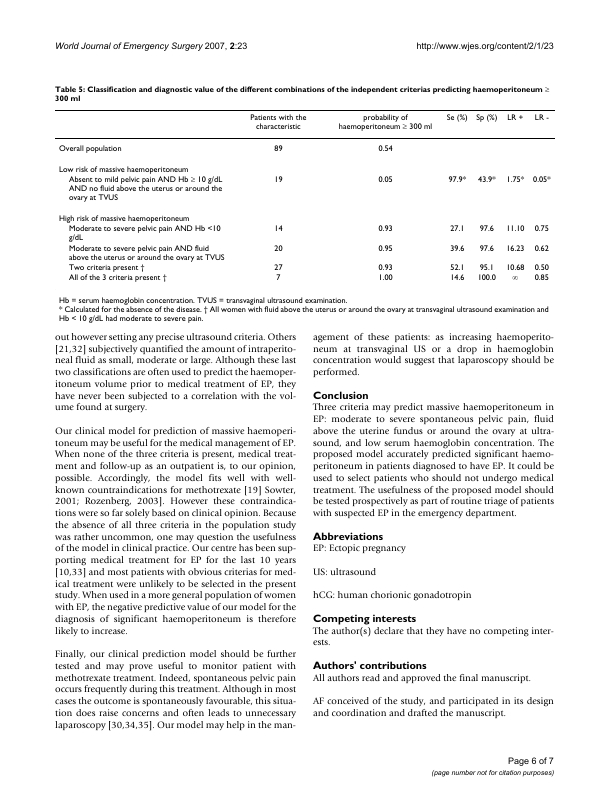 World Journal of Emergency Surgery 2007, 2:23
http://www.wjes.org/content/2/1/23
Table 5: Classification and diagnostic value of the different combinations of the independent criterias predicting haemoperitoneum ≥
300 ml
Patients with the characteristic probability of haemoperitoneum ≥ 300 ml Se (%) Sp (%) LR + LR -
Overall population 89 0.54
Low risk of massive haemoperitoneum
Absent to mild pelvic pain AND Hb ≥ 10 g/dL 19 0.05 97.9* 43.9* 1.75* 0.05*
AND no fluid above the uterus or around the
ovary at TVUS
High risk of massive haemoperitoneum
Moderate to severe pelvic pain AND Hb <10 14 0.93 27.1 97.6 11.10 0.75
g/dL
Moderate to severe pelvic pain AND fluid 20 0.95 39.6 97.6 16.23 0.62
above the uterus or around the ovary at TVUS
Two criteria present † 27 0.93 52.1 95.1 10.68 0.50
All of the 3 criteria present † 7 1.00 14.6 100.0 ∞ 0.85
Hb = serum haemoglobin concentration. TVUS = transvaginal ultrasound examination.
* Calculated for the absence of the disease. † All women with fluid above the uterus or around the ovary at transvaginal ultrasound examination and
Hb < 10 g/dL had moderate to severe pain.
out however setting any precise ultrasound criteria. Others
[21,32] subjectively quantified the amount of intraperito-
neal fluid as small, moderate or large. Although these last
two classifications are often used to predict the haemoper-
itoneum volume prior to medical treatment of EP, they
have never been subjected to a correlation with the vol-
ume found at surgery.
Our clinical model for prediction of massive haemoperi-
toneum may be useful for the medical management of EP.
When none of the three criteria is present, medical treat-
ment and follow-up as an outpatient is, to our opinion,
possible. Accordingly, the model fits well with well-
known countraindications for methotrexate [19] Sowter,
2001; Rozenberg, 2003]. However these contraindica-
tions were so far solely based on clinical opinion. Because
the absence of all three criteria in the population study
was rather uncommon, one may question the usefulness
of the model in clinical practice. Our centre has been sup-
porting medical treatment for EP for the last 10 years
[10,33] and most patients with obvious criterias for med-
ical treatment were unlikely to be selected in the present
study. When used in a more general population of women
with EP, the negative predictive value of our model for the
diagnosis of significant haemoperitoneum is therefore
likely to increase.
Finally, our clinical prediction model should be further
tested and may prove useful to monitor patient with
methotrexate treatment. Indeed, spontaneous pelvic pain
occurs frequently during this treatment. Although in most
cases the outcome is spontaneously favourable, this situa-
tion does raise concerns and often leads to unnecessary
laparoscopy [30,34,35]. Our model may help in the man-
agement of these patients: as increasing haemoperito-
neum at transvaginal US or a drop in haemoglobin
concentration would suggest that laparoscopy should be
performed.
Conclusion
Three criteria may predict massive haemoperitoneum in
EP: moderate to severe spontaneous pelvic pain, fluid
above the uterine fundus or around the ovary at ultra-
sound, and low serum haemoglobin concentration. The
proposed model accurately predicted significant haemo-
peritoneum in patients diagnosed to have EP. It could be
used to select patients who should not undergo medical
treatment. The usefulness of the proposed model should
be tested prospectively as part of routine triage of patients
with suspected EP in the emergency department.
Abbreviations
EP: Ectopic pregnancy
US: ultrasound
hCG: human chorionic gonadotropin
Competing interests
The author(s) declare that they have no competing inter-
ests.
Authors' contributions
All authors read and approved the final manuscript.
AF conceived of the study, and participated in its design
and coordination and drafted the manuscript.
Page 6 of 7
(page number not for citation purposes)